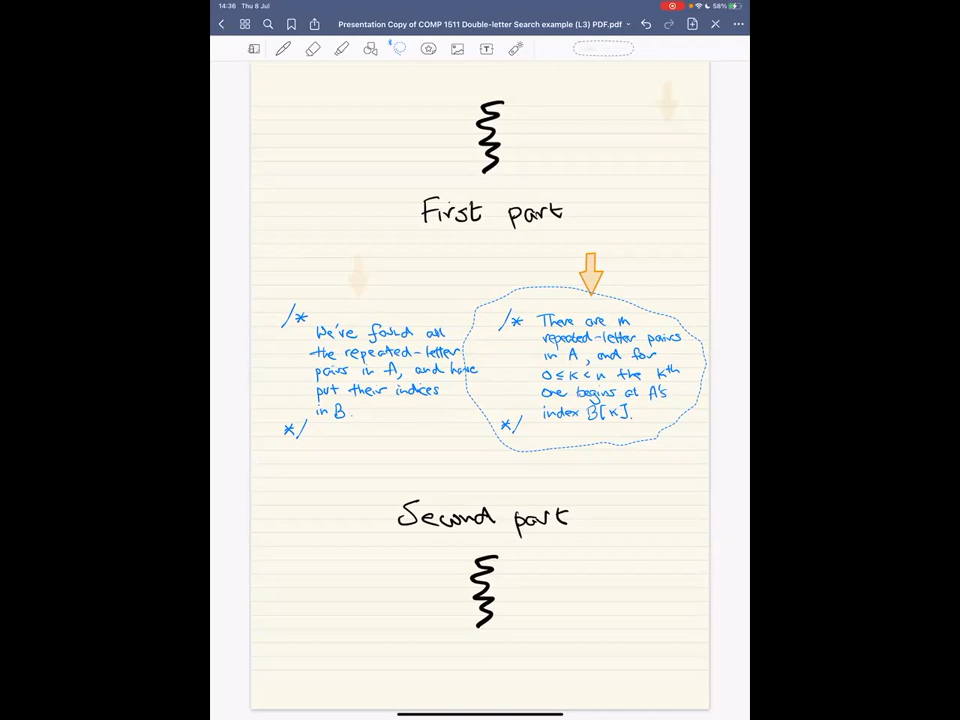 14:36 Thu 8 Jul
58%
Presentation Copy of COMP 1511 Double-letter Search example (L3) PDF.pdf
First part
/*
We've found all
the repeated-letter
pairs in A, and have
put their indices
in B.
*/
/* There are m
repeated-letter pairs
in A, and for
0 ≤ k < n the kth
one begins at A's
index B[k].
*/
Second part